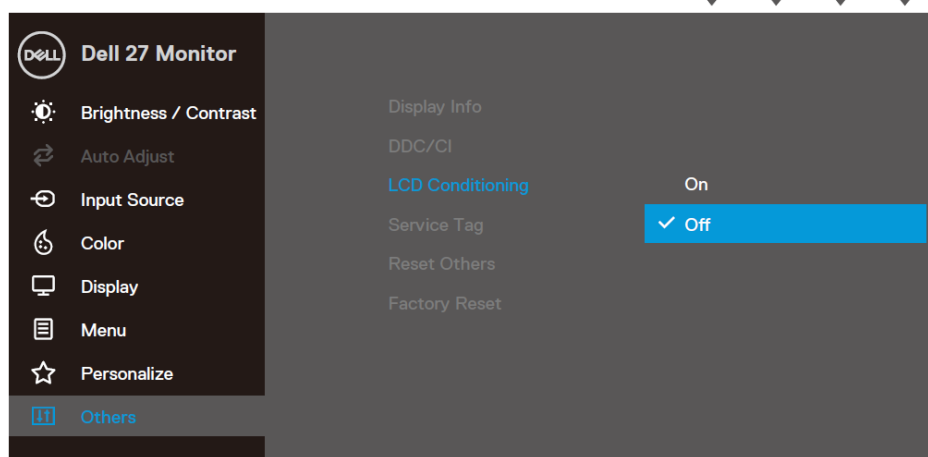 DELL
Dell 27 Monitor
Brightness / Contrast
Auto Adjust
Input Source
Color
Display
Menu
Personalize
Others
Display Info
DDC/CI
LCD Conditioning
Service Tag
Reset Others
Factory Reset
On
Off